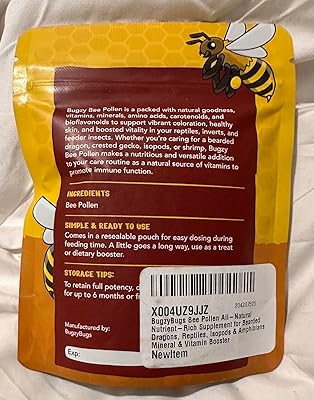 Bugzy Bee Pollen is a packed with natural goodness,
vitamins, minerals, amino acids, carotenoids, and
bioflavonoids to support vibrant coloration, healthy
skin, and boosted vitality in your reptiles, inverts, and
feeder insects. Whether you're caring for a bearded
dragon, crested gecko, isopods, or shrimp, Bugzy
Bee Pollen makes a nutritious and versatile addition
to your care routine as a natural source of vitamins to
promote immune function.
INGREDIENTS
Bee Pollen
SIMPLE & READY TO USE
Comes in a resealable pouch for easy dosing during
feeding time. A little goes a long way, use as a treat
or dietary booster.
STORAGE TIPS:
To retain full potency,
for up to 6 months or
Manufactured by:
BugzyBugs
Exp:
X004UZ9JJZ
BugzyBugs Bee Pollen All-Natural
Nutrient-Rich Supplement for Bearded
Dragons, Reptiles, Isopods & Amphibians
Mineral & Vitamin Booster
NewItem